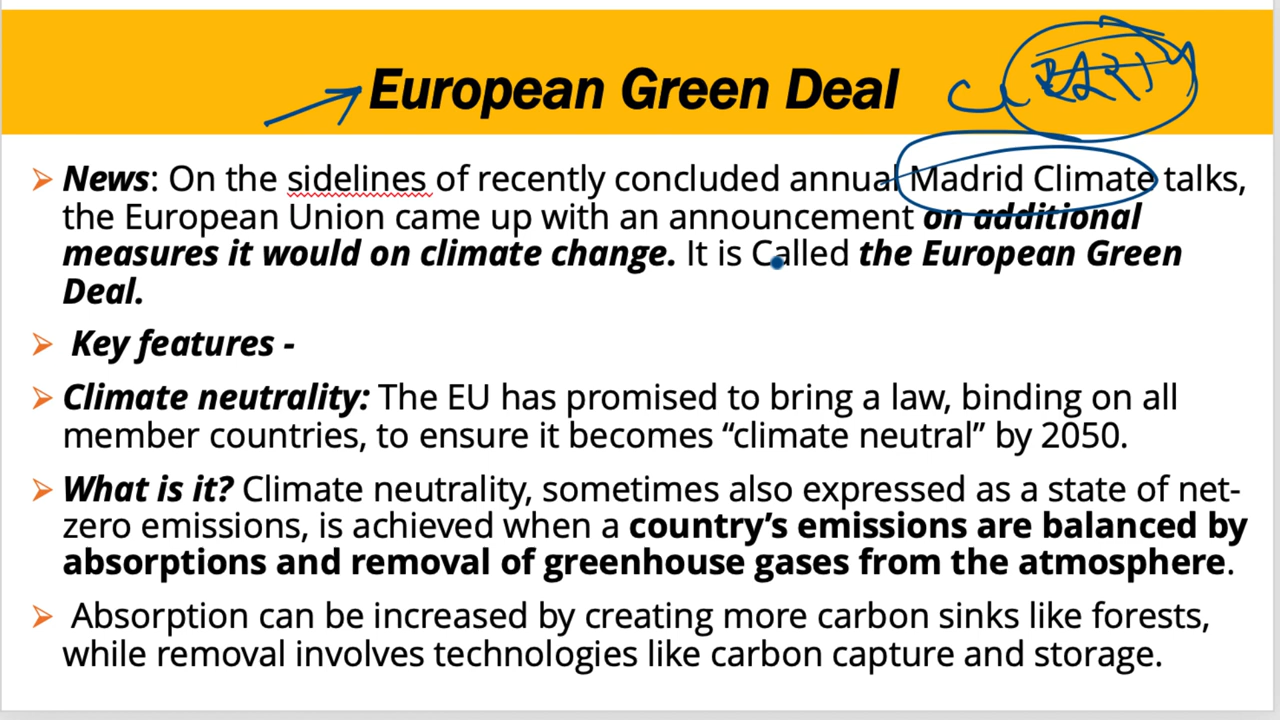 European Green Deal
➢ News: On the sidelines of recently concluded annual Madrid Climate talks,
the European Union came up with an announcement on additional
measures it would on climate change. It is Called the European Green
Deal.
➢ Key features -
➢ Climate neutrality: The EU has promised to bring a law, binding on all
member countries, to ensure it becomes “climate neutral” by 2050.
➢ What is it? Climate neutrality, sometimes also expressed as a state of net-
zero emissions, is achieved when a country’s emissions are balanced by
absorptions and removal of greenhouse gases from the atmosphere.
➢ Absorption can be increased by creating more carbon sinks like forests,
while removal involves technologies like carbon capture and storage.